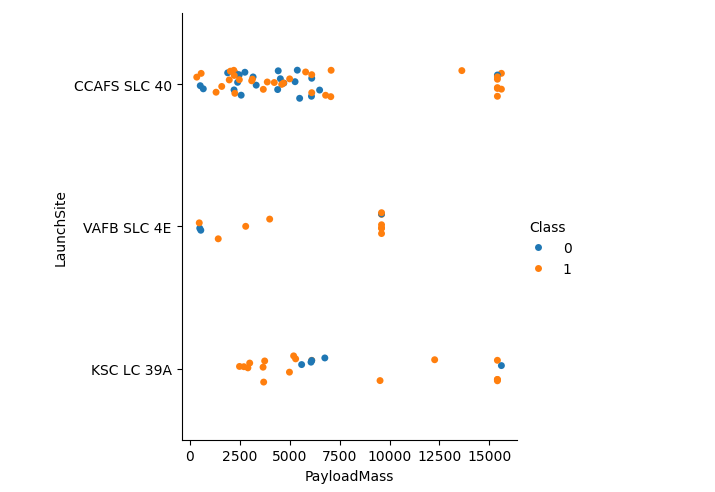 CCAFS SLC 40
VAFB SLC 4E
KSC LC 39A
LaunchSite
0 2500 5000 7500 10000 12500 15000
PayloadMass
Class
0
1